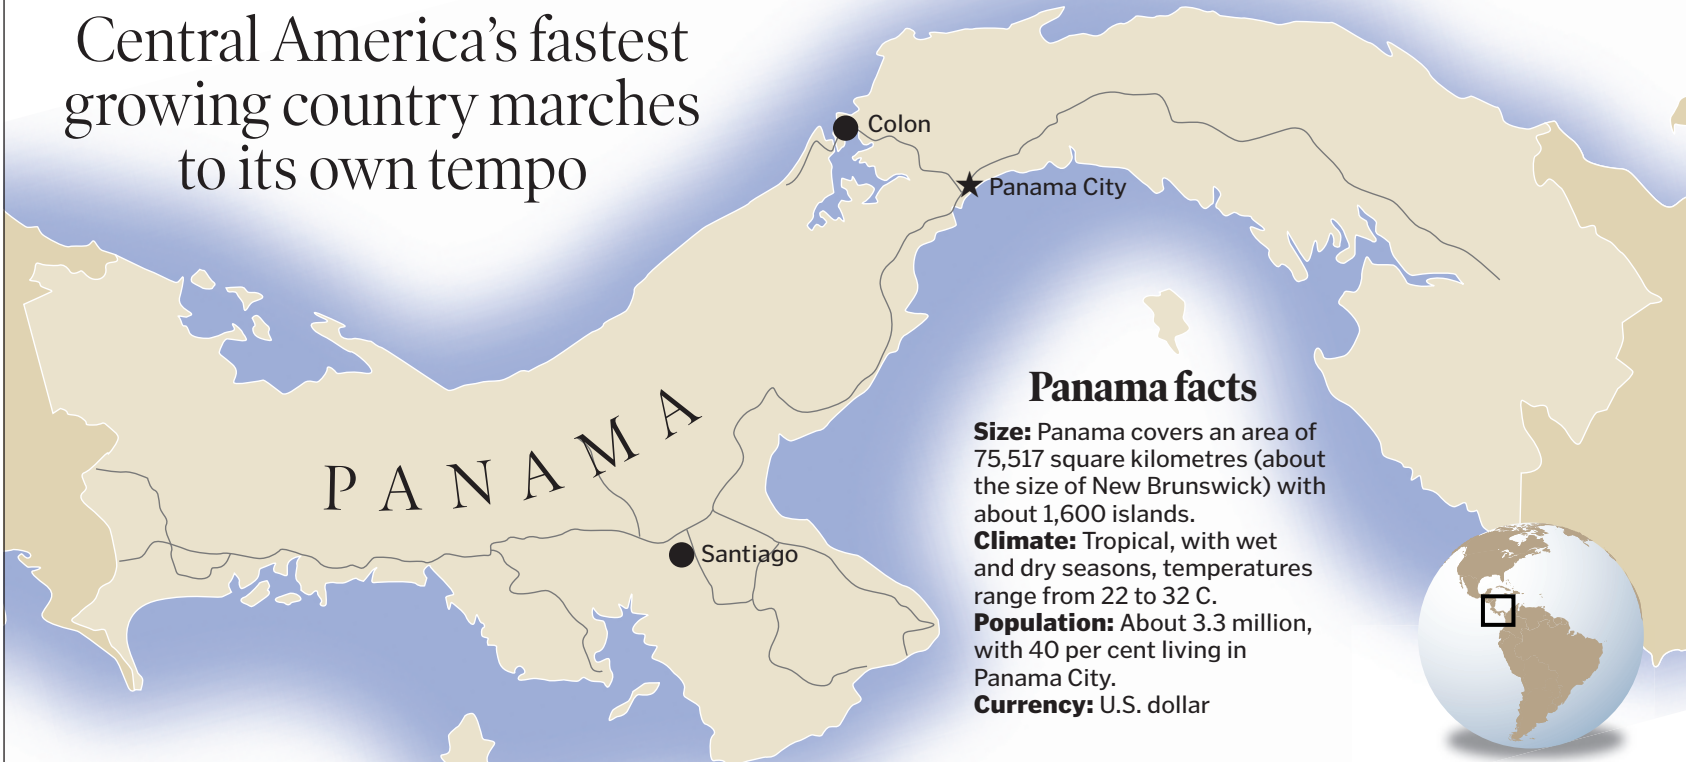 Central America’s fastest
growing country marches
to its own tempo
Colon
Panama City
PANAMA
Santiago
Panama facts
Size: Panama covers an area of
75,517 square kilometres (about
the size of New Brunswick) with
about 1,600 islands.
Climate: Tropical, with wet
and dry seasons, temperatures
range from 22 to 32 C.
Population: About 3.3 million,
with 40 per cent living in
Panama City.
Currency: U.S. dollar